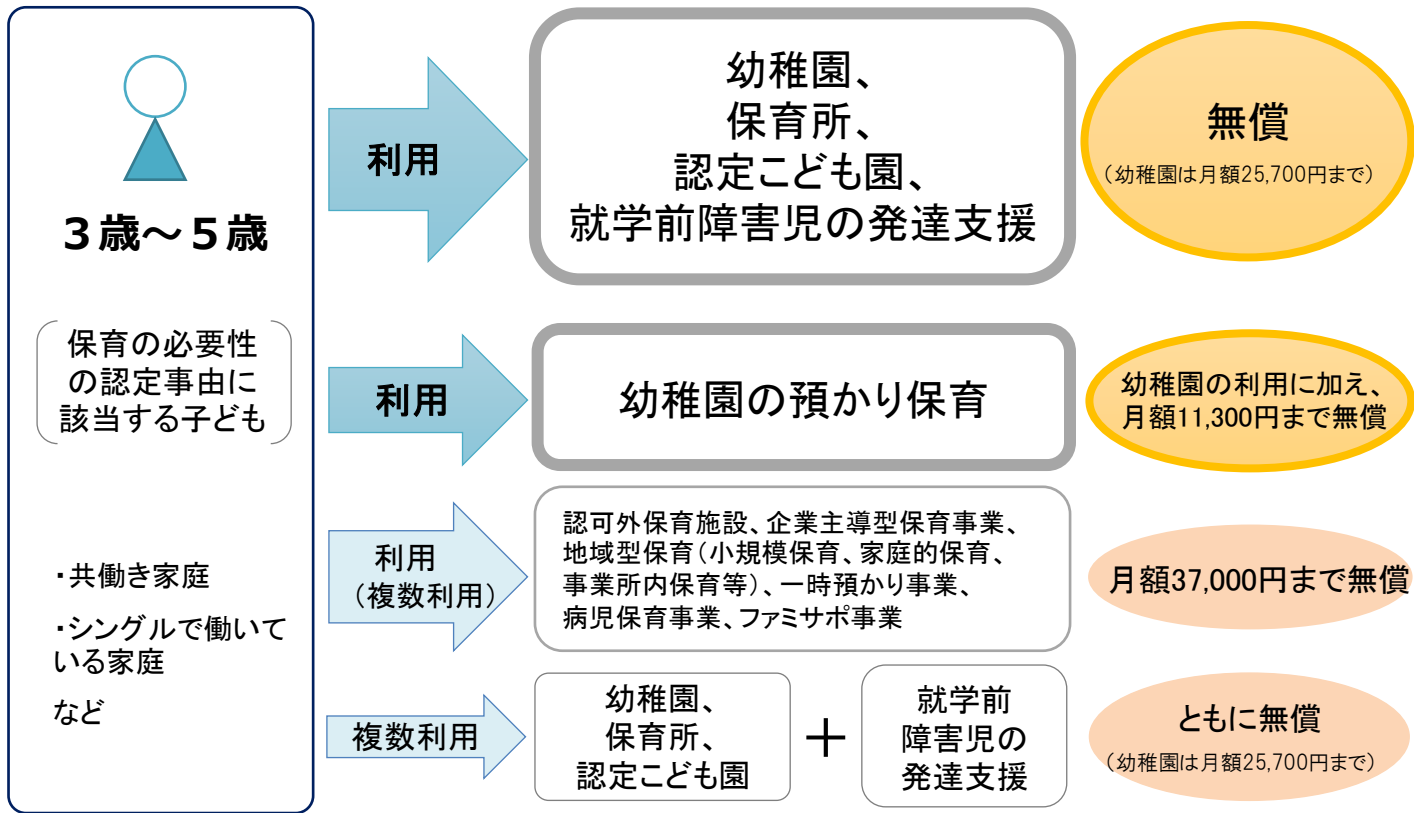 ３歳～５歳
保育の必要性
の認定事由に
該当する子ども
・共働き家庭
・シングルで働いて
いる家庭
など
利用
幼稚園、
保育所、
認定こども園、
就学前障害児の発達支援
無償
（幼稚園は月額25,700円まで）
利用
幼稚園の預かり保育
幼稚園の利用に加え、
月額11,300円まで無償
利用
（複数利用）
認可外保育施設、企業主導型保育事業、
地域型保育（小規模保育、家庭的保育、
事業所内保育等）、一時預かり事業、
病児保育事業、ファミサポ事業
月額37,000円まで無償
複数利用
幼稚園、
保育所、
認定こども園
＋
就学前
障害児の
発達支援
ともに無償
（幼稚園は月額25,700円まで）